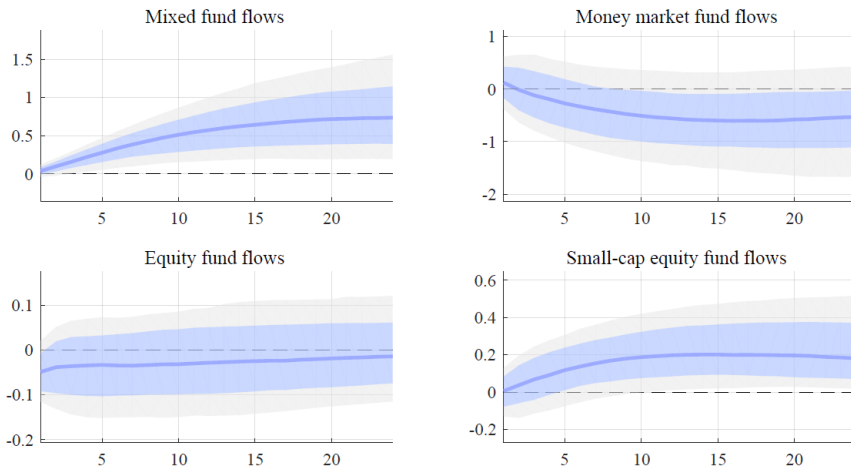 Mixed fund flows
1.5
1
0.5
0
5 10 15 20
Money market fund flows
1
0
-1
-2
5 10 15 20
Equity fund flows
0.1
0
-0.1
-0.2
5 10 15 20
Small-cap equity fund flows
0.6
0.4
0.2
0
-0.2
5 10 15 20